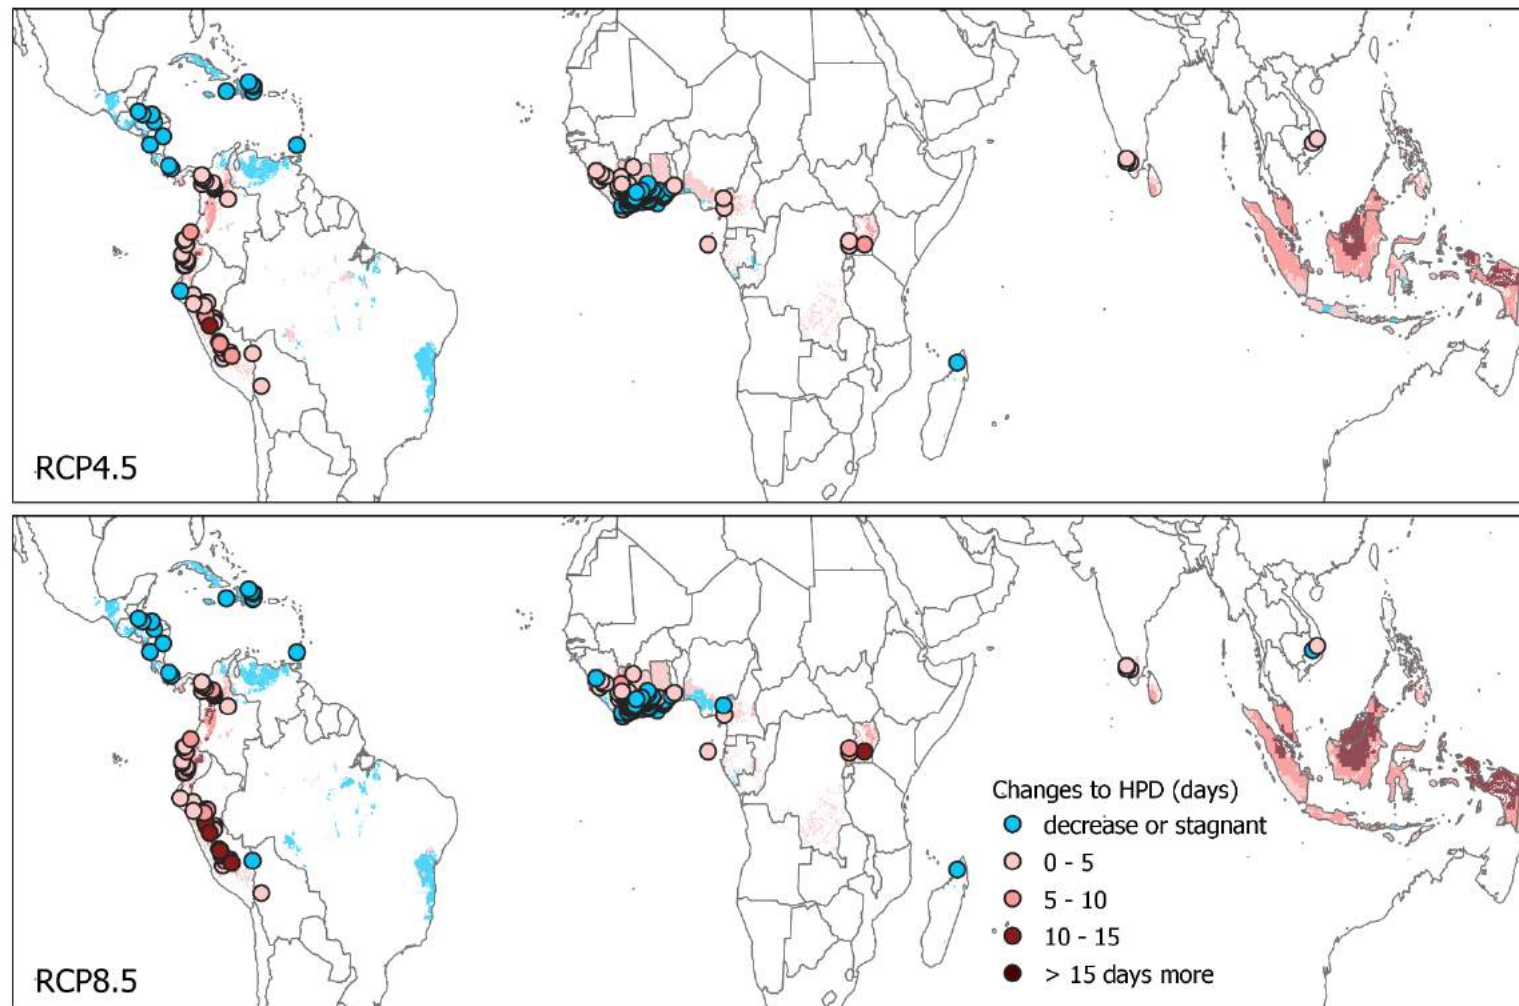 RCP4.5
Changes to HPD (days)
decrease or stagnant
0 - 5
5 - 10
10 - 15
> 15 days more
RCP8.5